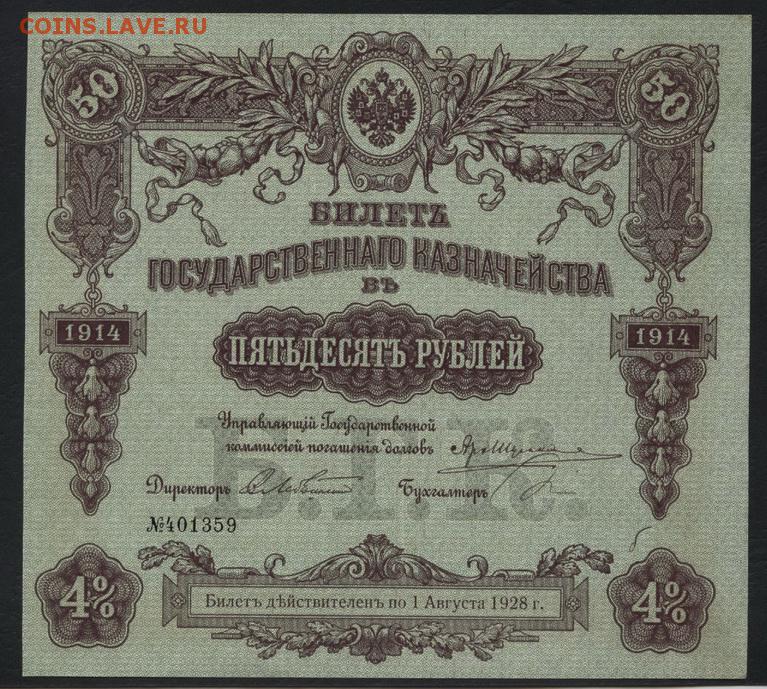 COINS.LAVE.RU
50 50
БИЛЕТЪ
ГОСУДАРСТВЕННАГО КАЗНАЧЕЙСТВА
ВЪ
1914 1914
ПЯТЬДЕСЯТЪ РУБЛЕЙ
Управляющій Государственной
коммиссіей погашенія долговъ
Директоръ Бухгалтеръ
Б.Г.К.
№401359
4% 4%
Билетъ дѣйствителенъ по 1 Августа 1928 г.